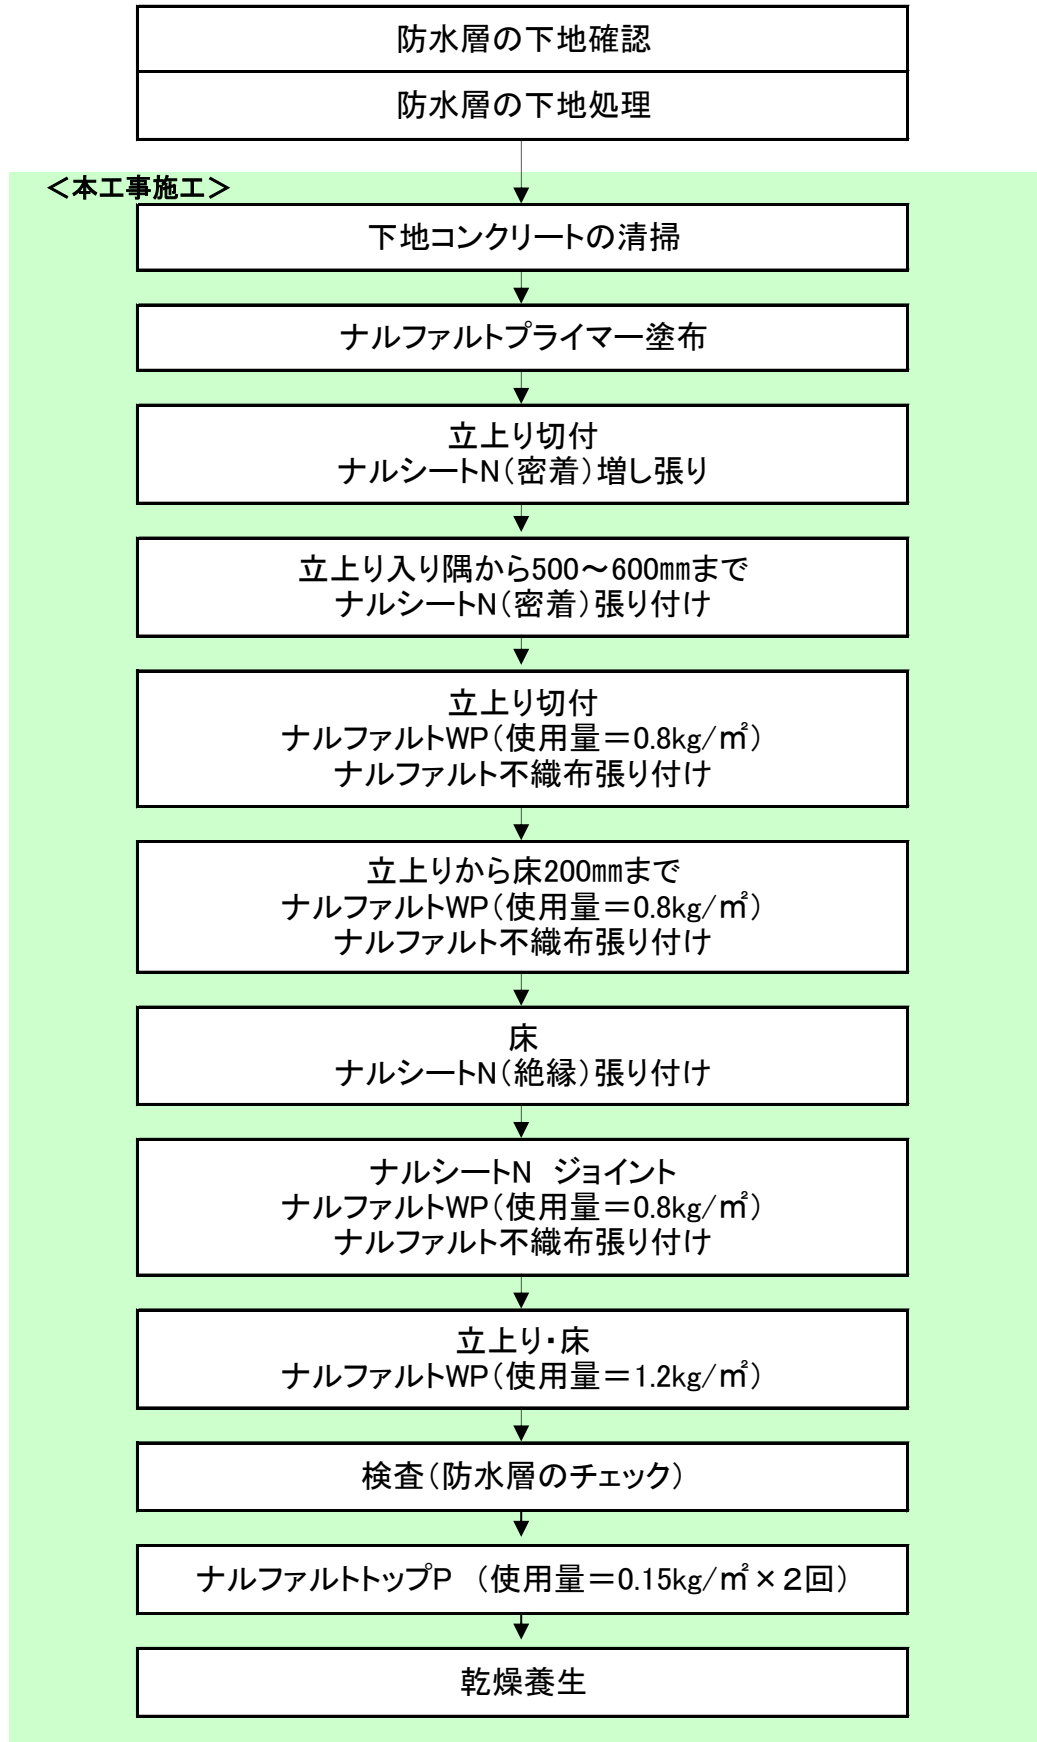 防水層の下地確認
防水層の下地処理
＜本工事施工＞
下地コンクリートの清掃
ナルファルトプライマー塗布
立上り切付
ナルシートN（密着）増し張り
立上り入り隅から500～600㎜まで
ナルシートN（密着）張り付け
立上り切付
ナルファルトWP（使用量＝0.8kg/㎡）
ナルファルト不織布張り付け
立上りから床200㎜まで
ナルファルトWP（使用量＝0.8kg/㎡）
ナルファルト不織布張り付け
床
ナルシートN（絶縁）張り付け
ナルシートN　ジョイント
ナルファルトWP（使用量＝0.8kg/㎡）
ナルファルト不織布張り付け
立上り・床
ナルファルトWP（使用量＝1.2kg/㎡）
検査（防水層のチェック）
ナルファルトトップP　（使用量＝0.15kg/㎡×２回）
乾燥養生